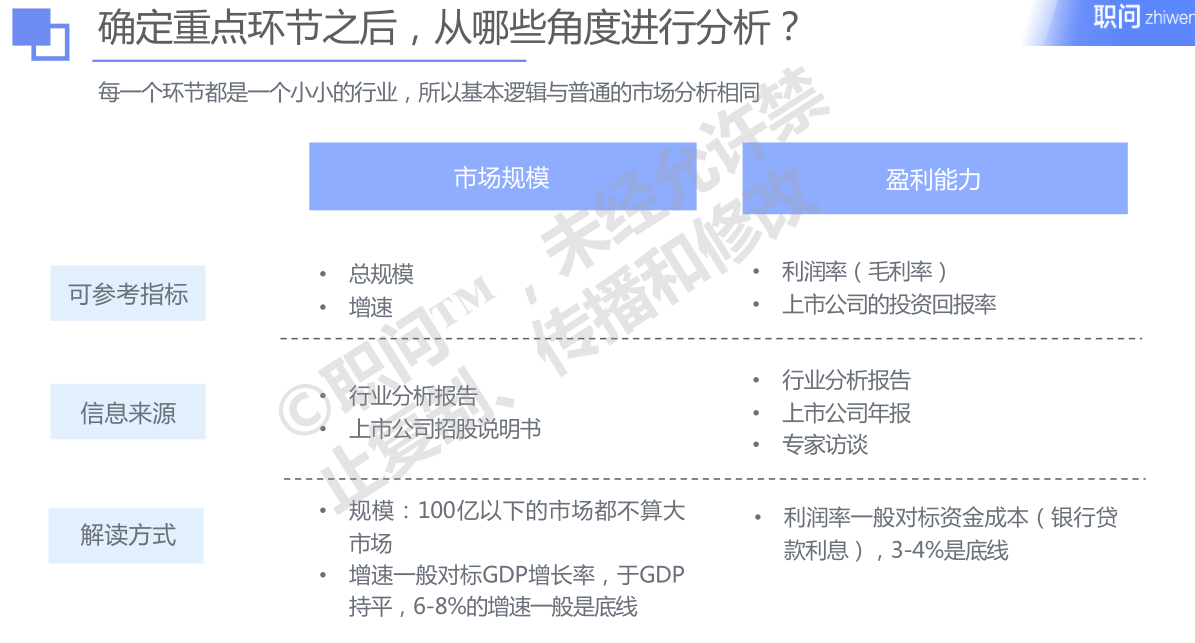 确定重点环节之后，从哪些角度进行分析？
职问 zhiwen
每一个环节都是一个小小的行业，所以基本逻辑与普通的市场分析相同
市场规模
盈利能力
可参考指标
• 总规模
• 增速
• 利润率（毛利率）
• 上市公司的投资回报率
信息来源
• 行业分析报告
• 上市公司招股说明书
• 行业分析报告
• 上市公司年报
• 专家访谈
解读方式
• 规模：100亿以下的市场都不算大
市场
• 增速一般对标GDP增长率，于GDP
持平，6-8%的增速一般是底线
• 利润率一般对标资金成本（银行贷
款利息），3-4%是底线
©职问™，未经允许禁
止复制、传播和修改